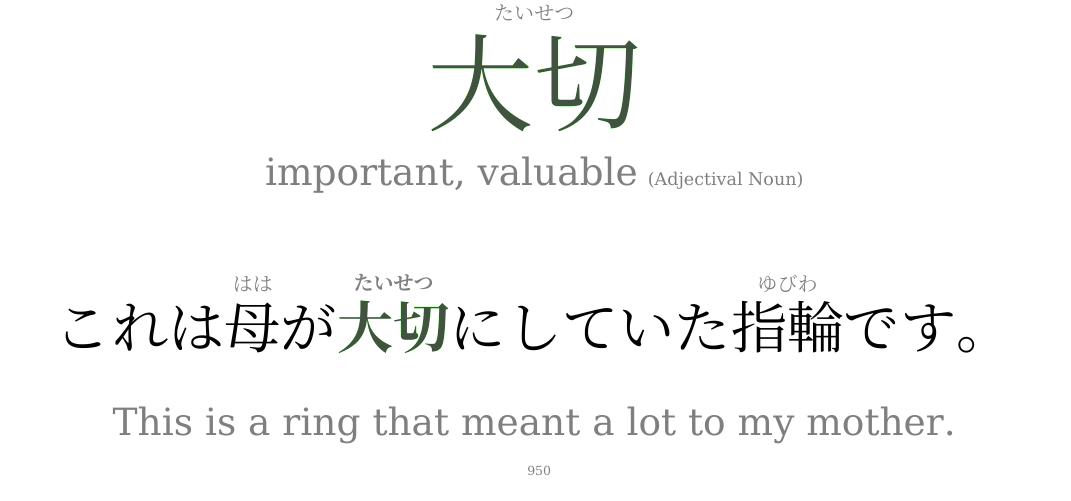 たいせつ
大切
important, valuable (Adjectival Noun)
はは たいせつ ゆびわ
これは母が大切にしていた指輪です。
This is a ring that meant a lot to my mother.
950